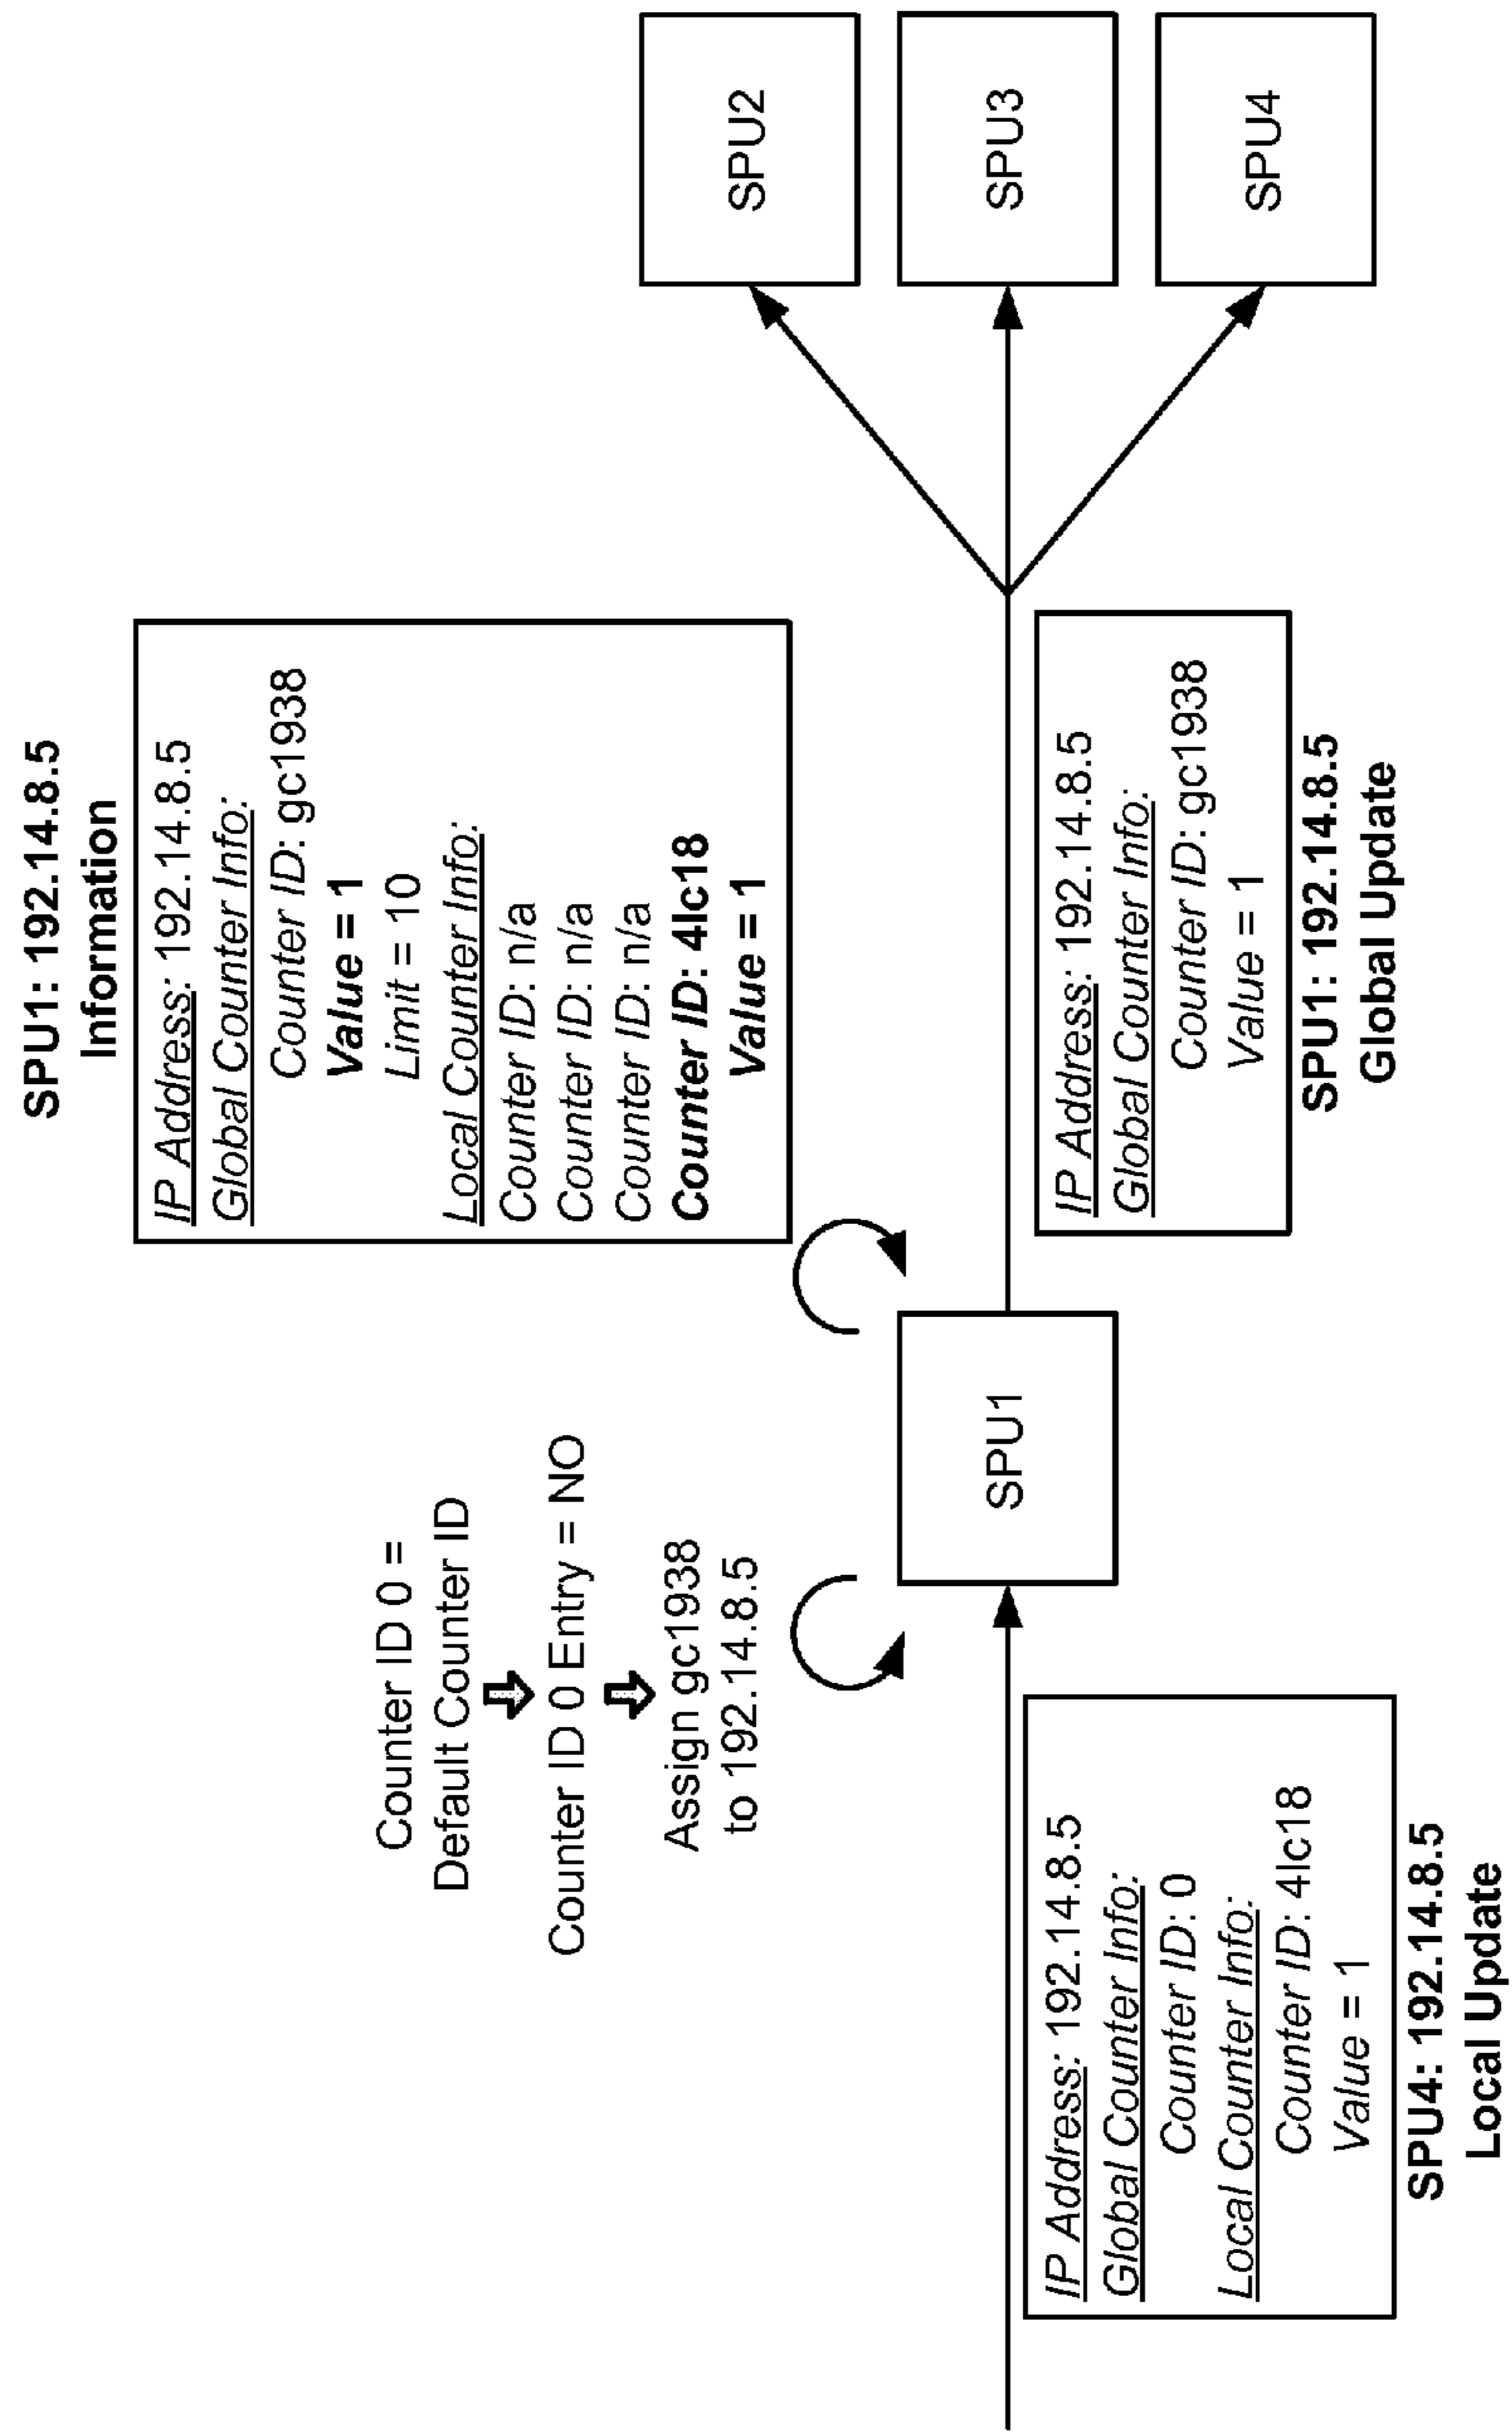 Counter ID 0 =
Default Counter ID
Counter ID 0 Entry = NO
Assign gc1938
to 192.14.8.5
SPU1: 192.14.8.5
Information
IP Address: 192.14.8.5
Global Counter Info:
Counter ID: gc1938
Value = 1
Limit = 10
Local Counter Info:
Counter ID: n/a
Counter ID: n/a
Counter ID: n/a
Counter ID: 4lc18
Value = 1
SPU1
SPU2
SPU3
SPU4
IP Address: 192.14.8.5
Global Counter Info:
Counter ID: 0
Local Counter Info:
Counter ID: 4lc18
Value = 1
SPU4: 192.14.8.5
Local Update
IP Address: 192.14.8.5
Global Counter Info:
Counter ID: gc1938
Value = 1
SPU1: 192.14.8.5
Global Update